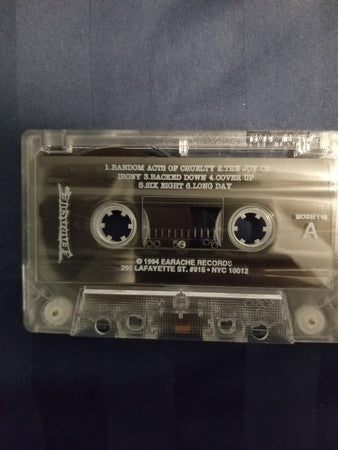 1.RANDOM ACTS OF CRUELTY 2.THE JOY OF
IRONY 3.BACKED DOWN 4.COVER UP
5.SIX EIGHT 6.LONG DAY
MOSH 119
A
© 1994 EARACHE RECORDS
295 LAFAYETTE ST. #915 • NYC 10012